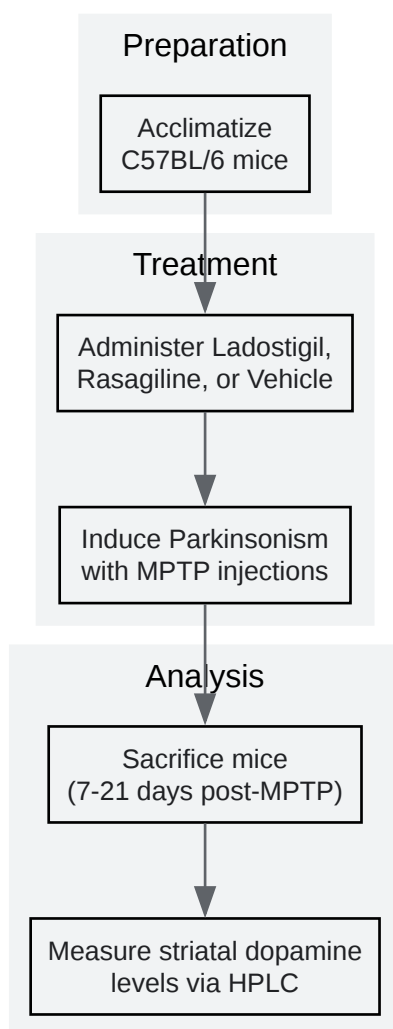 Preparation
Acclimatize
C57BL/6 mice
Treatment
Administer Ladostigil,
Rasagiline, or Vehicle
Induce Parkinsonism
with MPTP injections
Analysis
Sacrifice mice
(7-21 days post-MPTP)
Measure striatal dopamine
levels via HPLC